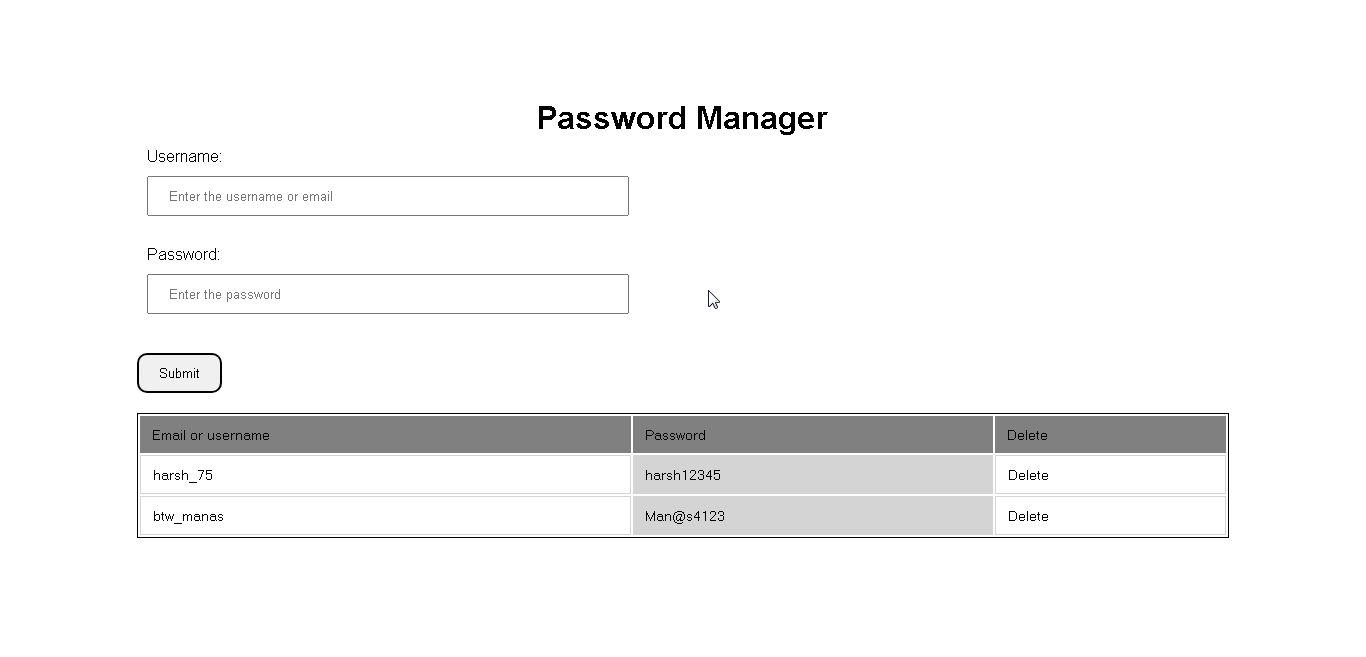 Password Manager
Username:
Enter the username or email
Password:
Enter the password
Submit
Email or username Password Delete
harsh_75 harsh12345 Delete
btw_manas Man@s4123 Delete